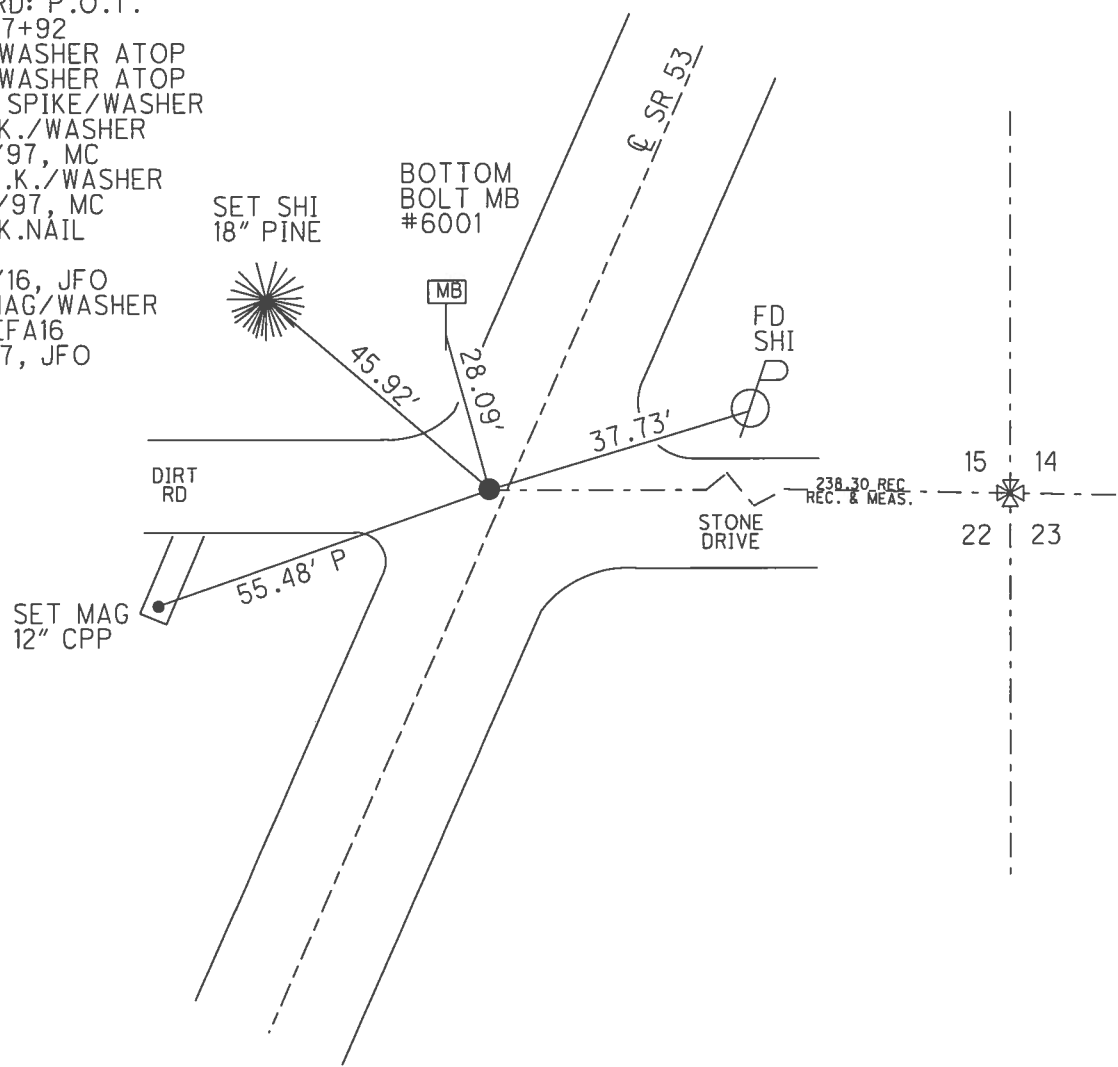 RD: P.O.T.
7+92
WASHER ATOP
WASHER ATOP
SPIKE/WASHER
K./WASHER
/97, MC
.K./WASHER
/97, MC
K.NAIL
/16, JFO
MAG/WASHER
EFA16
7, JFO
SET SHI
18" PINE
BOTTOM
BOLT MB
#6001
MB
℄ SR 53
FD
SHI
45.92'
28.09'
37.73'
DIRT
RD
15 14
238.30 REC
REC. & MEAS.
STONE
DRIVE
22 23
55.48' P
SET MAG
12" CPP